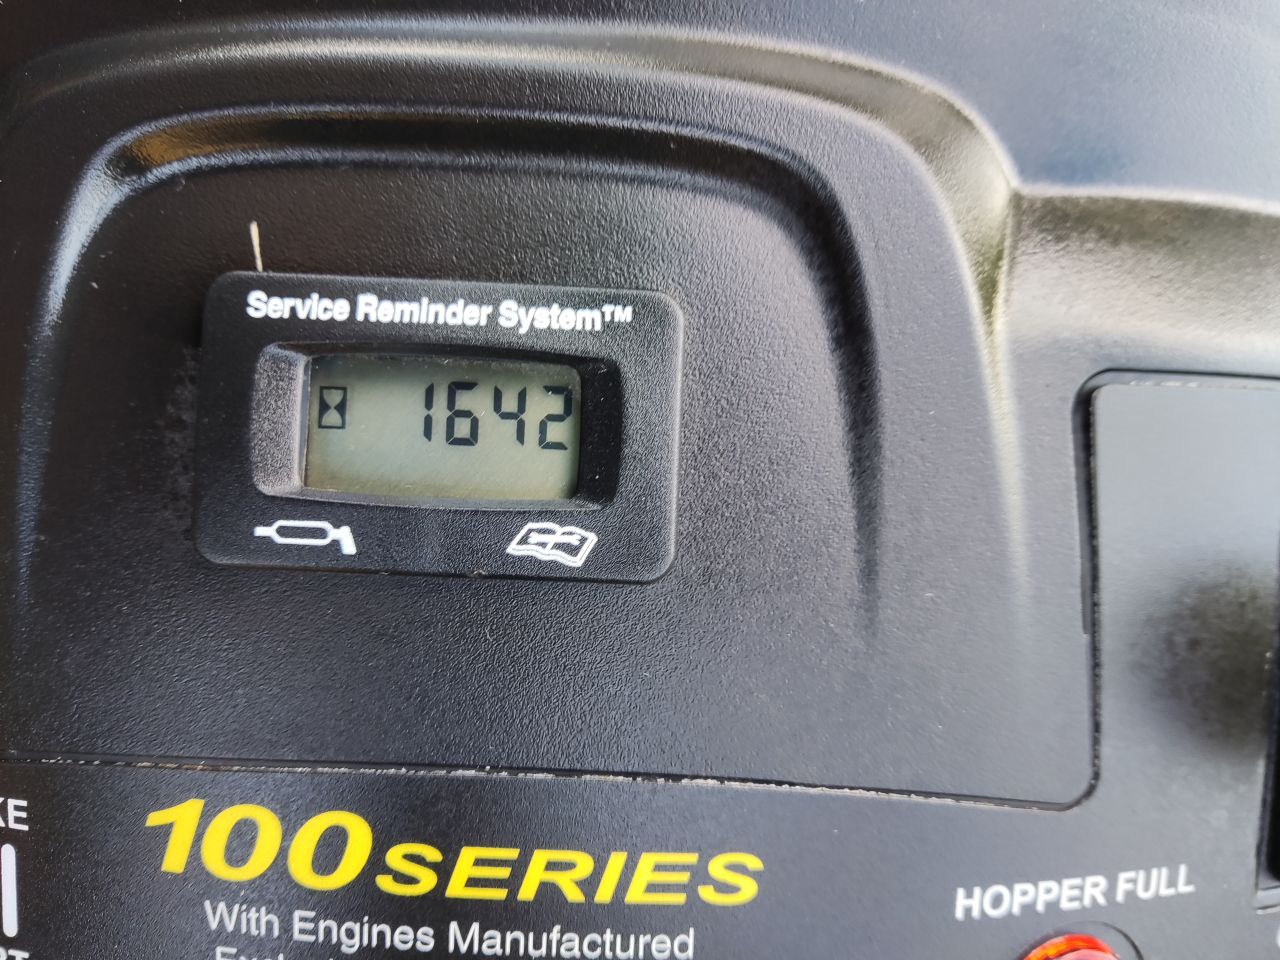 Service Reminder System™
1642
100 SERIES
With Engines Manufactured
HOPPER FULL